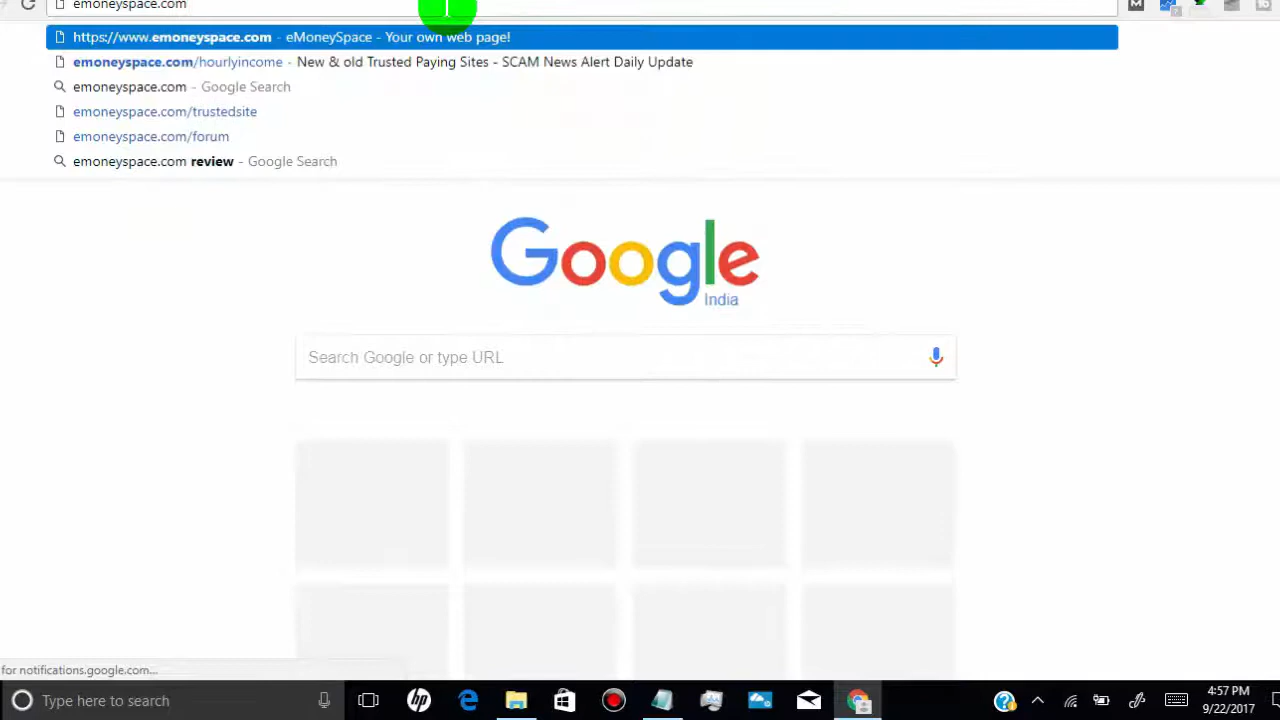 emoneyspace.com
https://www.emoneyspace.com - eMoneySpace - Your own web page!
emoneyspace.com/hourlyincome - New & old Trusted Paying Sites - SCAM News Alert Daily Update
emoneyspace.com - Google Search
emoneyspace.com/trustedsite
emoneyspace.com/forum
emoneyspace.com review - Google Search
Google
India
Search Google or type URL
for notifications.google.com...
Type here to search
4:57 PM
9/22/2017